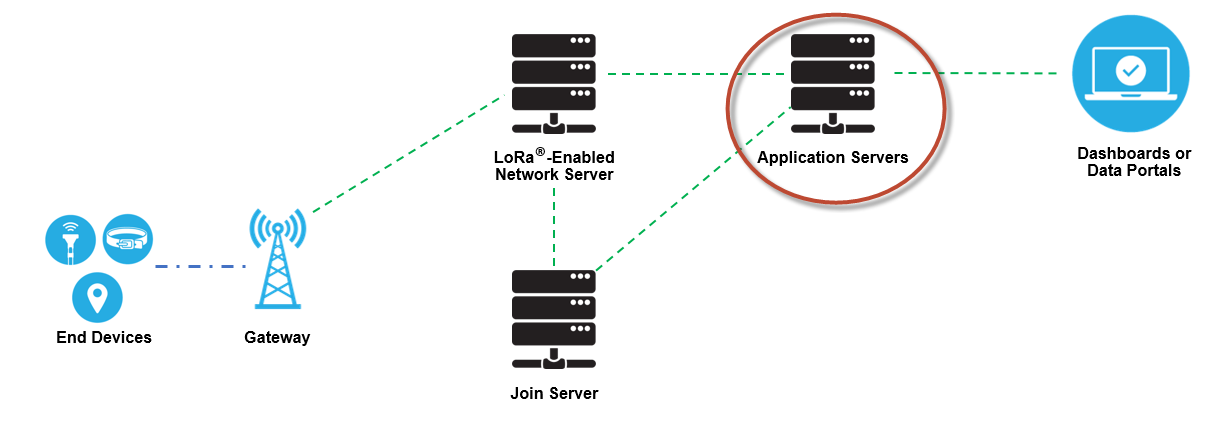 LoRa®-Enabled
Network Server
Application Servers
Dashboards or
Data Portals
End Devices
Gateway
Join Server